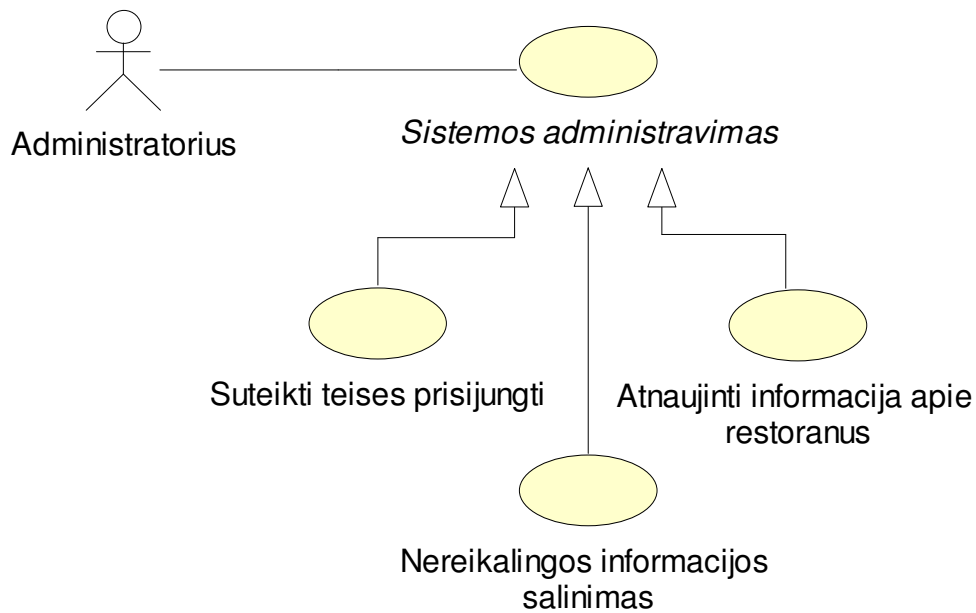 Administratorius
Sistemos administravimas
Suteikti teises prisijungti
Atnaujinti informacija apie
restoranus
Nereikalingos informacijos
salinimas